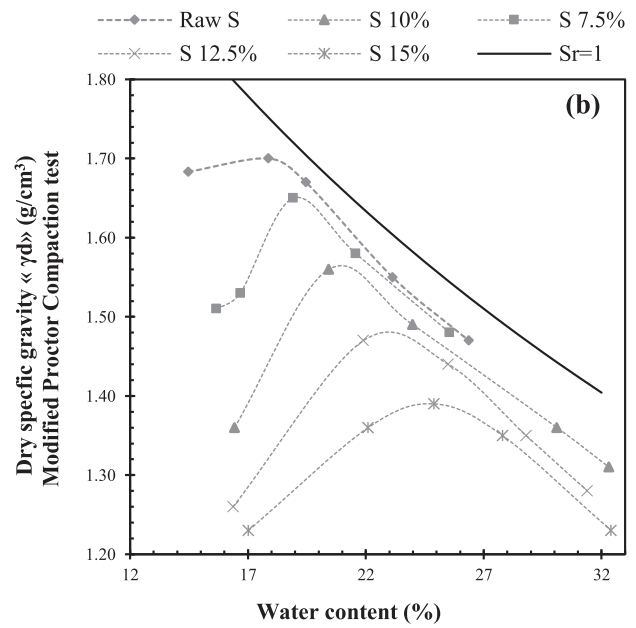 Raw S
S 10%
S 7.5%
S 12.5%
S 15%
Sr=1
(b)
Dry specfic gravity « γd» (g/cm³)
Modified Proctor Compaction test
1.80
1.70
1.60
1.50
1.40
1.30
1.20
12
17
22
27
32
Water content (%)